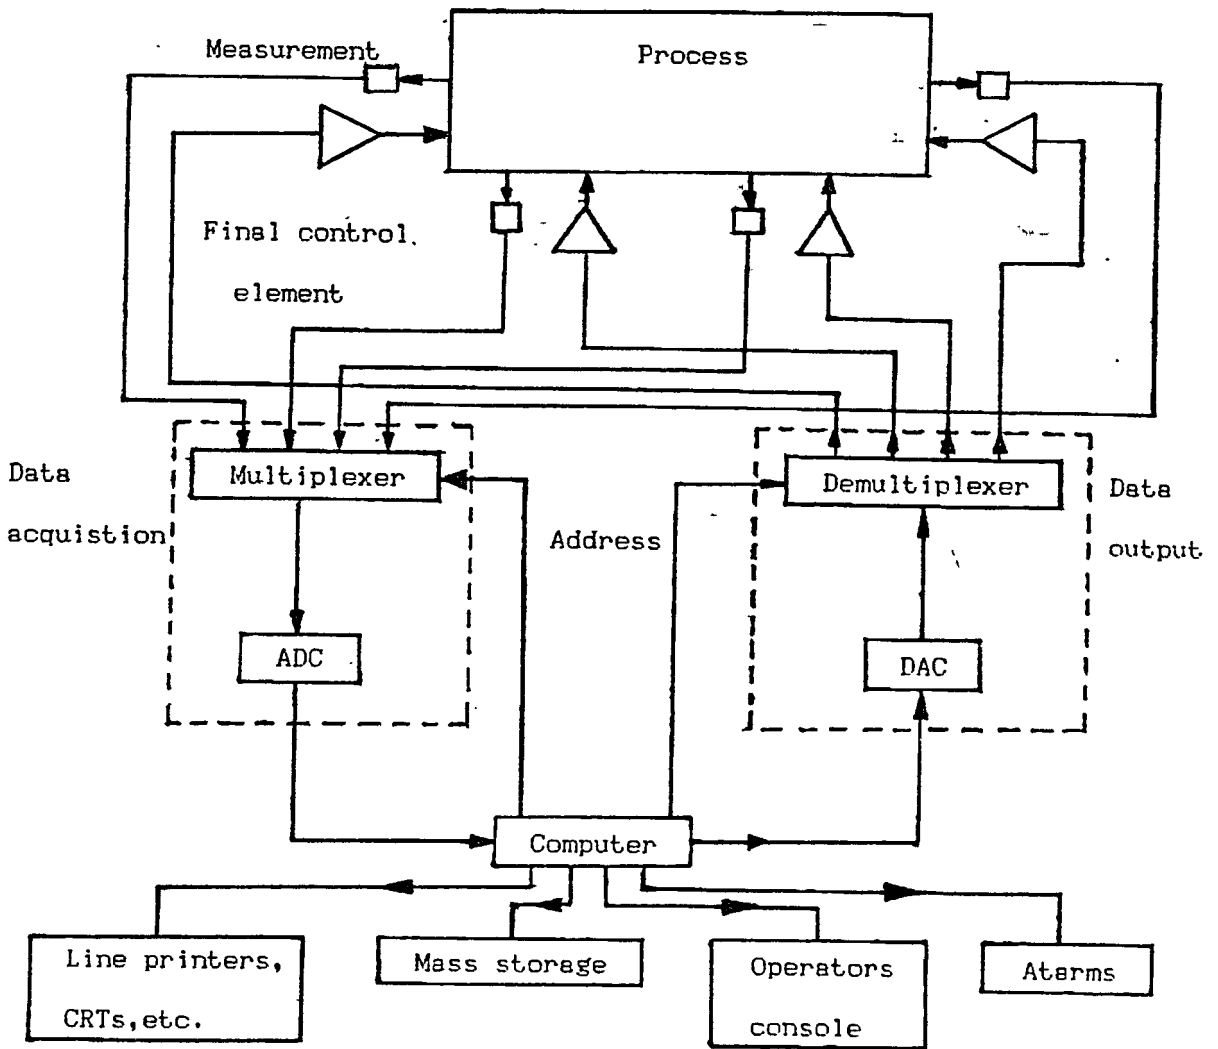 Measurement
Process
Final control.
element
Data
acquistion
Multiplexer
Address
Demultiplexer
Data
output
ADC
DAC
Computer
Line printers,
CRTs,etc.
Mass storage
Operators
console
Atarms